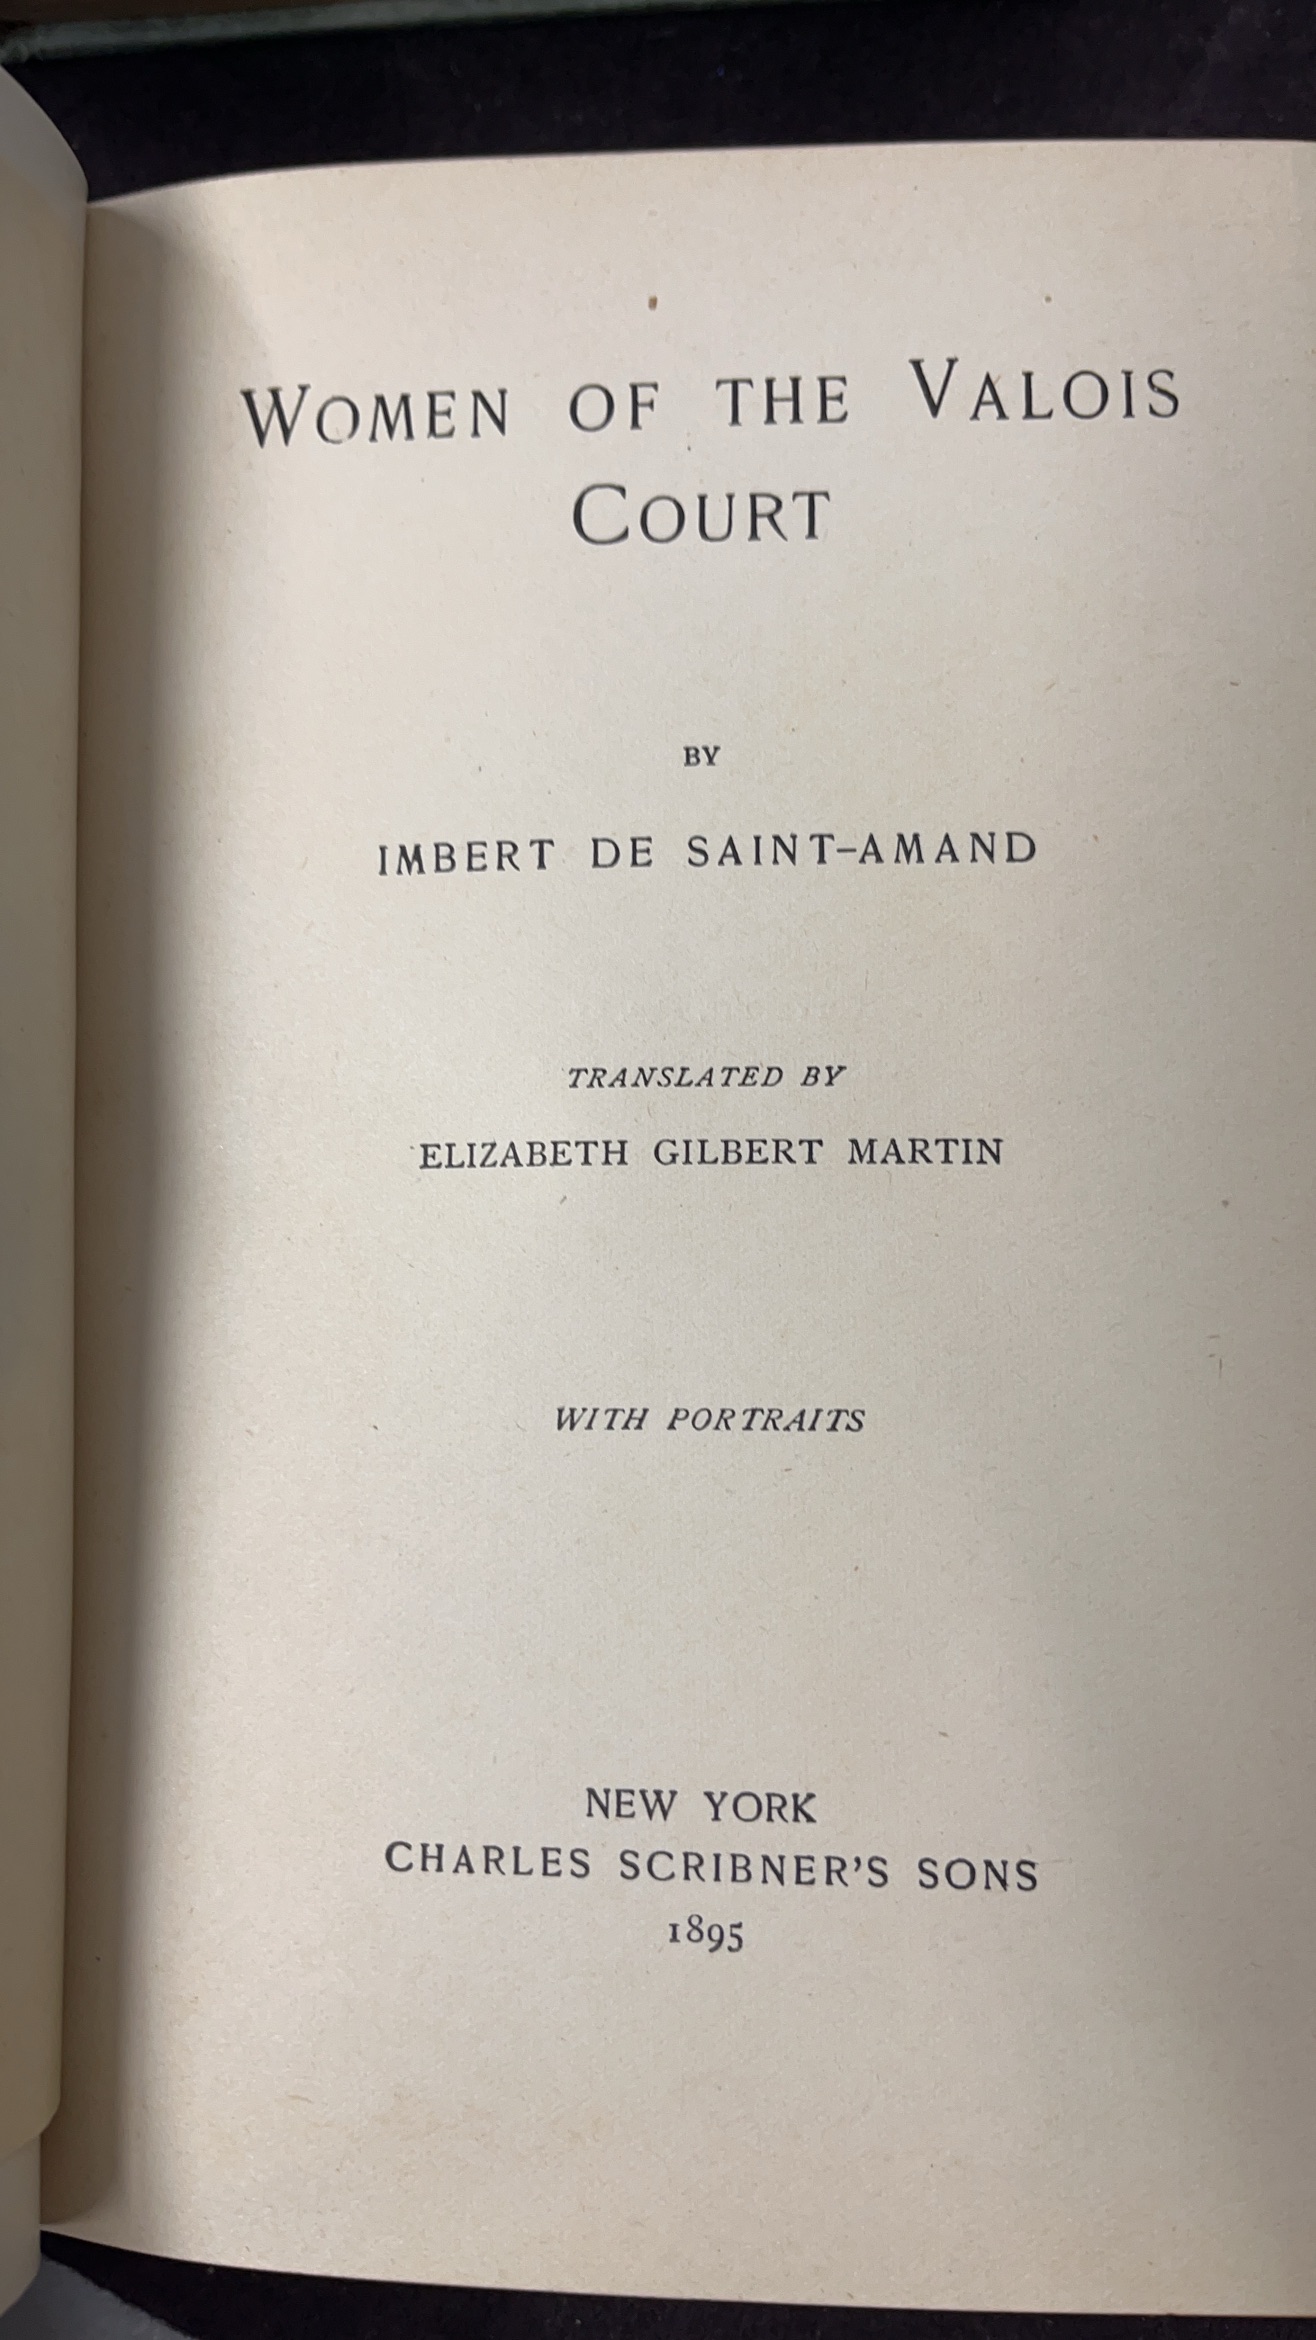 WOMEN OF THE VALOIS
COURT
BY
IMBERT DE SAINT-AMAND
TRANSLATED BY
ELIZABETH GILBERT MARTIN
WITH PORTRAITS
NEW YORK
CHARLES SCRIBNER'S SONS
1895